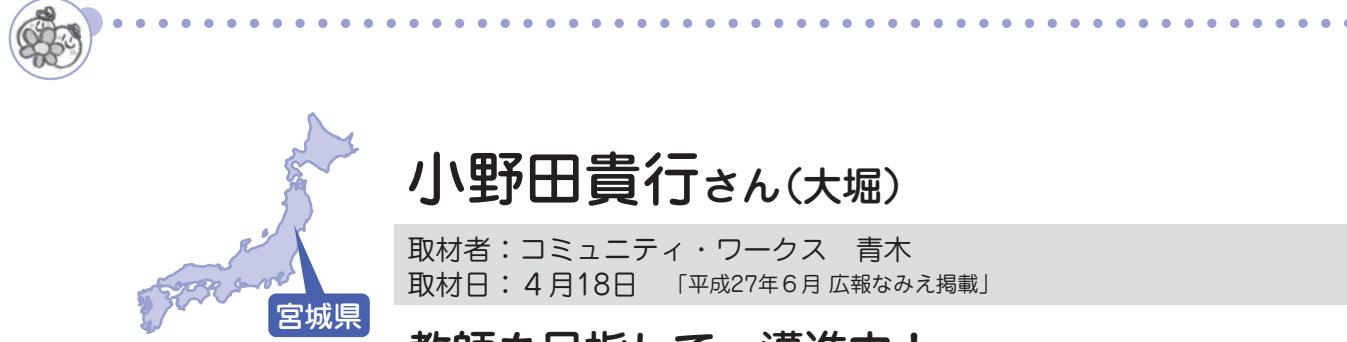 小野田貴行さん（大堀）
取材者：コミュニティ・ワークス　青木
取材日：４月18日　「平成27年６月 広報なみえ掲載」
宮城県